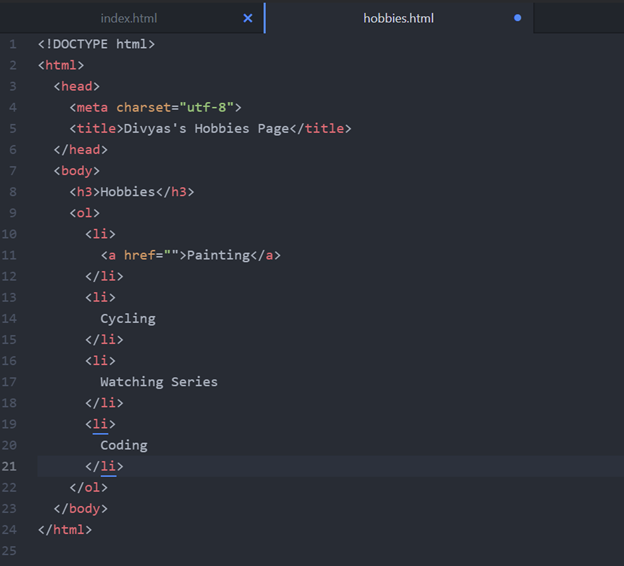 index.html × hobbies.html
1 <!DOCTYPE html>
2 <html>
3   <head>
4     <meta charset="utf-8">
5     <title>Divyas's Hobbies Page</title>
6   </head>
7   <body>
8     <h3>Hobbies</h3>
9     <ol>
10       <li>
11         <a href="">Painting</a>
12       </li>
13       <li>
14         Cycling
15       </li>
16       <li>
17         Watching Series
18       </li>
19       <li>
20         Coding
21       </li>
22     </ol>
23   </body>
24 </html>
25